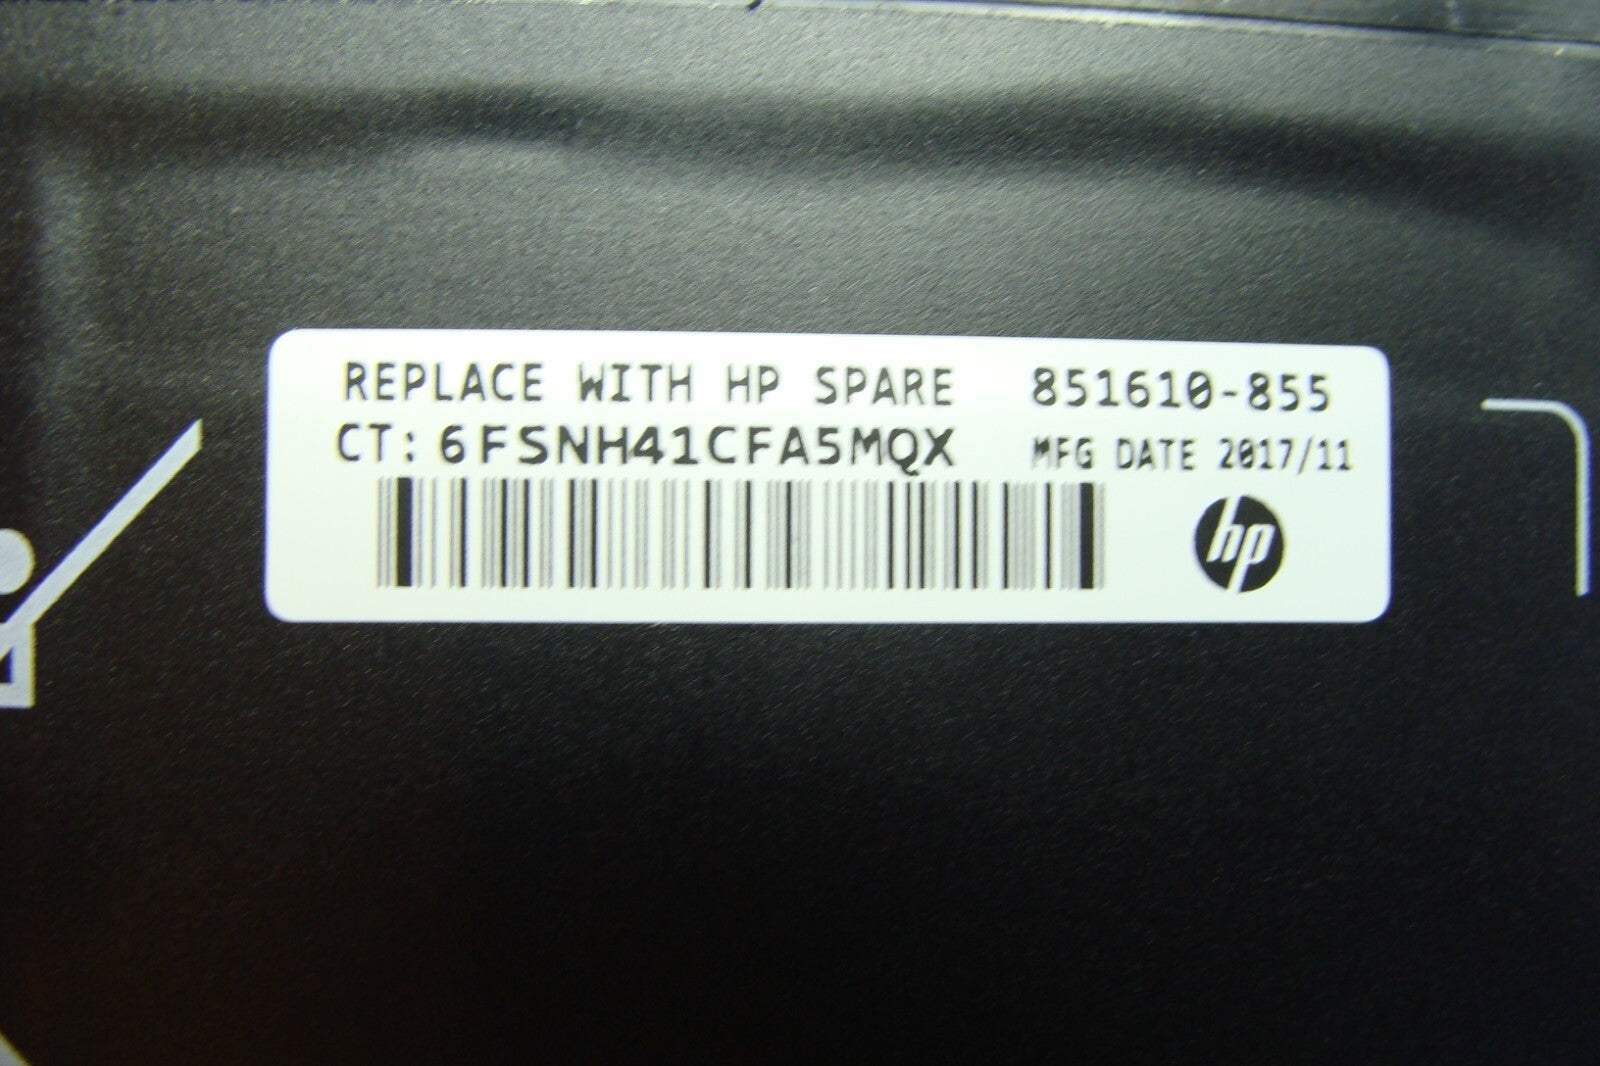 REPLACE WITH HP SPARE 851610-855
CT: 6FSNH41CFA5MQX MFG DATE 2017/11
hp